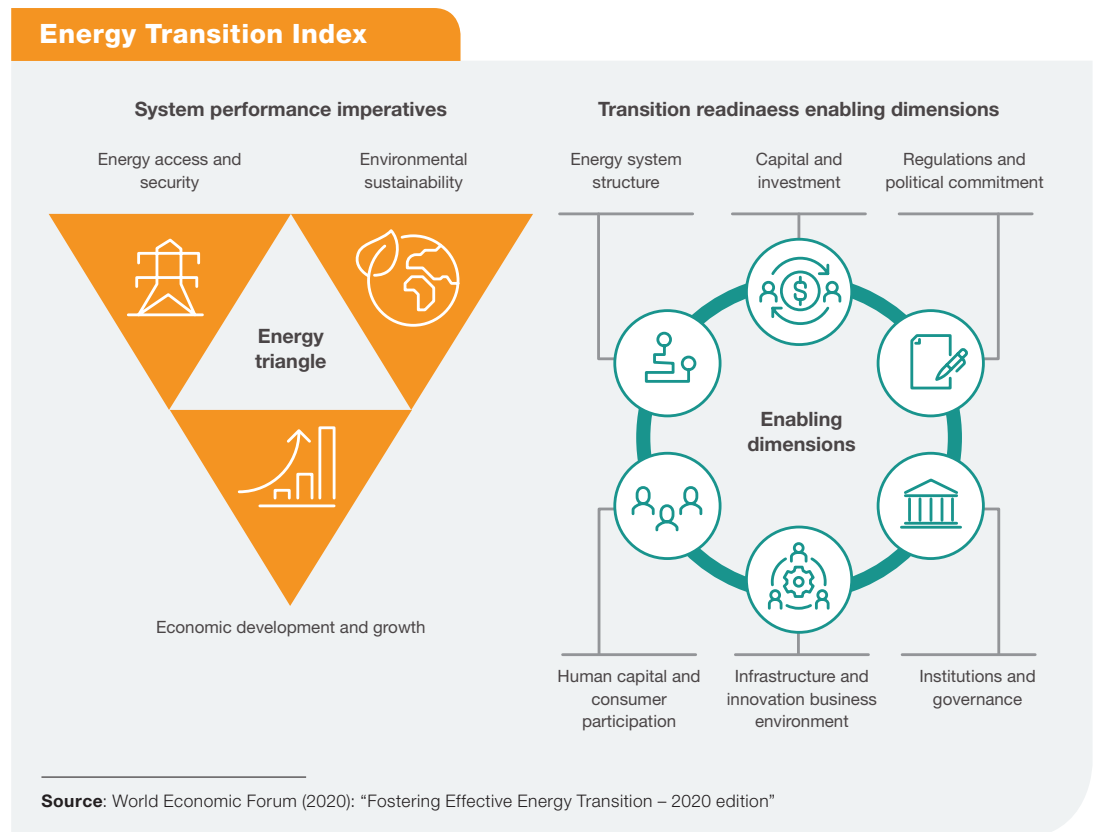 Energy Transition Index
System performance imperatives
Energy access and
security
Environmental
sustainability
Energy
triangle
Economic development and growth
Transition readinaess enabling dimensions
Energy system
structure
Capital and
investment
Regulations and
political commitment
$
Enabling
dimensions
Human capital and
consumer
participation
Infrastructure and
innovation business
environment
Institutions and
governance
Source: World Economic Forum (2020): “Fostering Effective Energy Transition – 2020 edition”